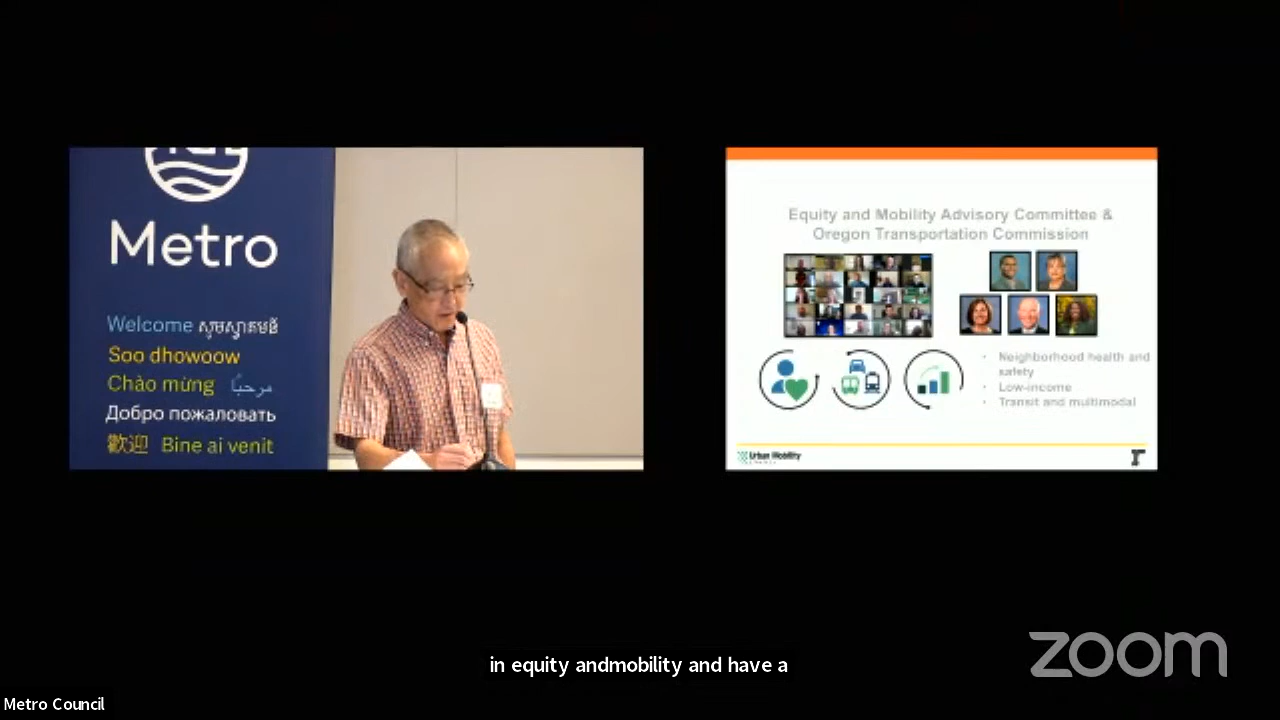 Metro
Welcome សូមស្វាគមន៍
Soo dhowoow
Chào mừng مرحبًا
Добро пожаловать
歡迎 Bine ai venit
Equity and Mobility Advisory Committee &
Oregon Transportation Commission
Neighborhood health and
safety
Low-income
Transit and multimodal
Urban Mobility
in equity andmobility and have a
zoom
Metro Council